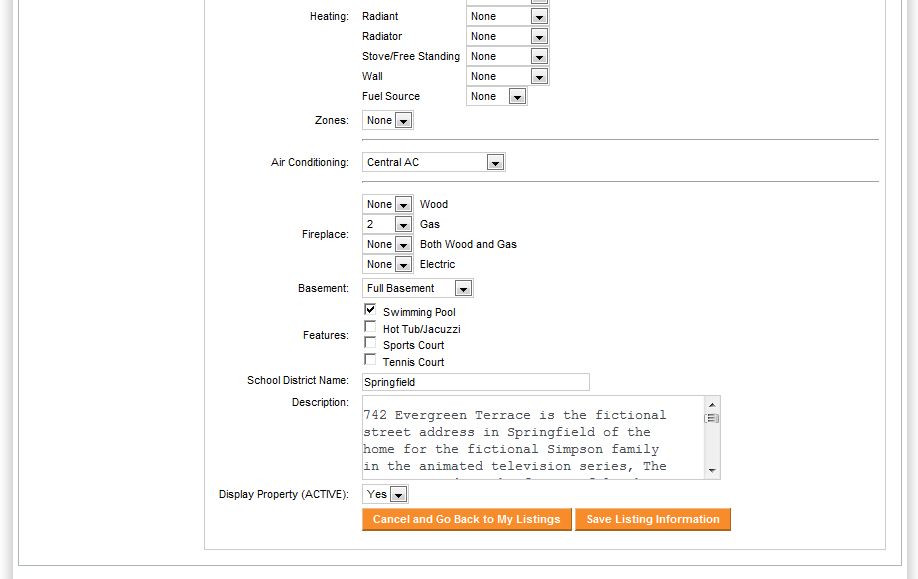 Heating: Radiant None
Radiator None
Stove/Free Standing None
Wall None
Fuel Source None
Zones: None
Air Conditioning: Central AC
None Wood
2 Gas
Fireplace:
None Both Wood and Gas
None Electric
Basement: Full Basement
Swimming Pool
Hot Tub/Jacuzzi
Features:
Sports Court
Tennis Court
School District Name: Springfield
Description:
742 Evergreen Terrace is the fictional
street address in Springfield of the
home for the fictional Simpson family
in the animated television series, The
Display Property (ACTIVE): Yes
Cancel and Go Back to My Listings Save Listing Information